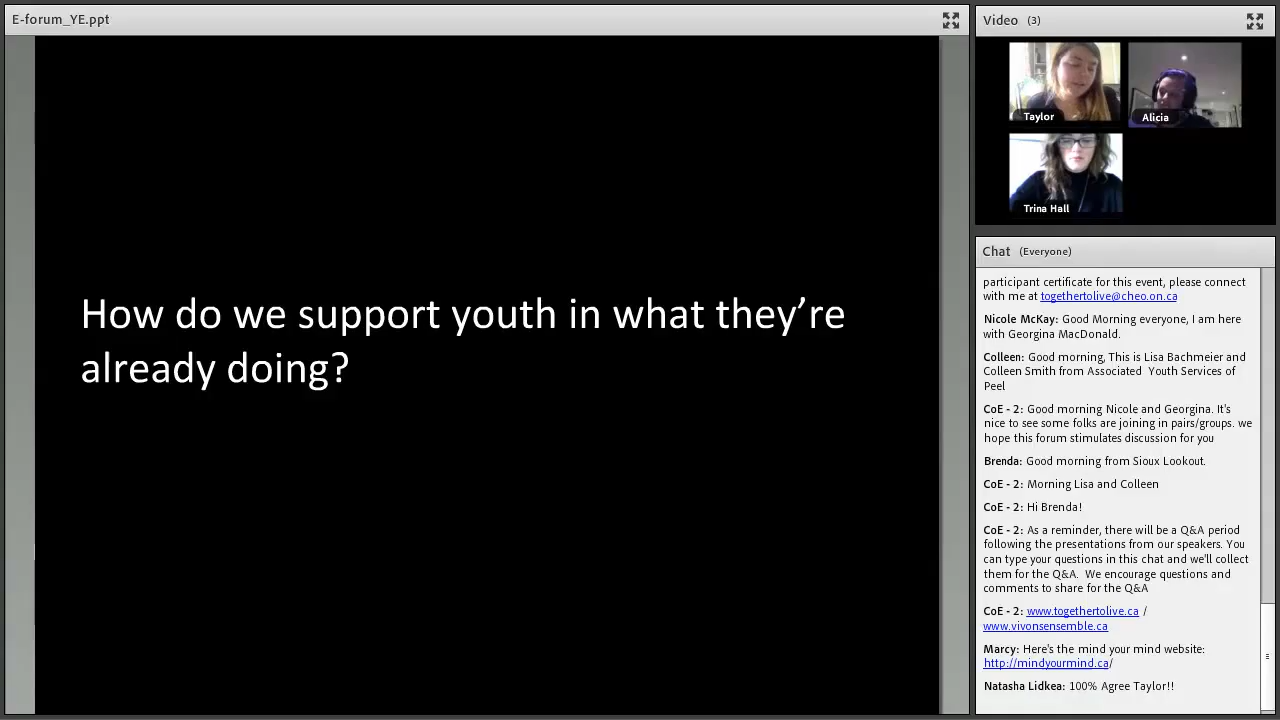 E-forum_YE.ppt
How do we support youth in what they’re
already doing?
Video (3)
Taylor
Alicia
Trina Hall
Chat (Everyone)
participant certificate for this event, please connect
with me at togethertolive@cheo.on.ca
Nicole McKay: Good Morning everyone, I am here
with Georgina MacDonald.
Colleen: Good morning, This is Lisa Bachmeier and
Colleen Smith from Associated Youth Services of
Peel
CoE - 2: Good morning Nicole and Georgina. It's
nice to see some folks are joining in pairs/groups. we
hope this forum stimulates discussion for you
Brenda: Good morning from Sioux Lookout.
CoE - 2: Morning Lisa and Colleen
CoE - 2: Hi Brenda!
CoE - 2: As a reminder, there will be a Q&A period
following the presentations from our speakers. You
can type your questions in this chat and we'll collect
them for the Q&A. We encourage questions and
comments to share for the Q&A
CoE - 2: www.togethertolive.ca /
www.vivonsensemble.ca
Marcy: Here's the mind your mind website:
http://mindyourmind.ca/
Natasha Lidkea: 100% Agree Taylor!!